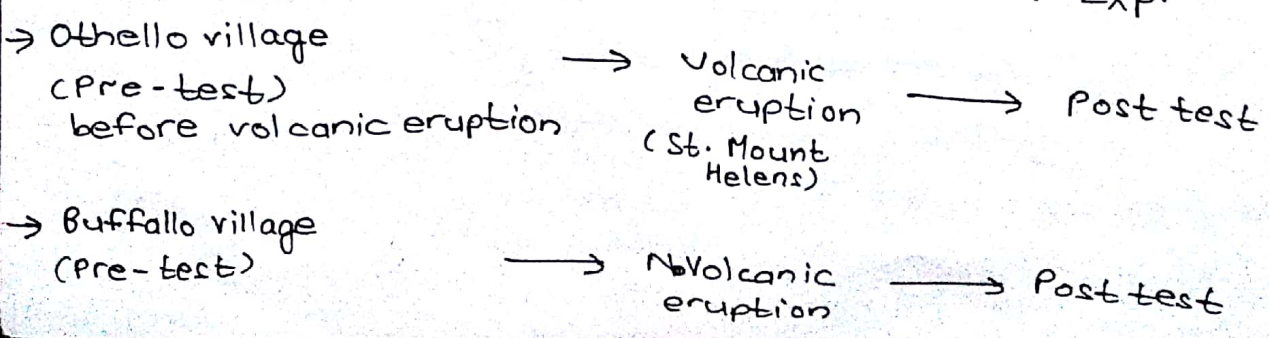 → Othello village
(Pre-test)
before volcanic eruption
→ Volcanic
eruption
(St. Mount
Helens)
→ Post test
→ Buffallo village
(Pre-test)
→ No Volcanic
eruption
→ Post test